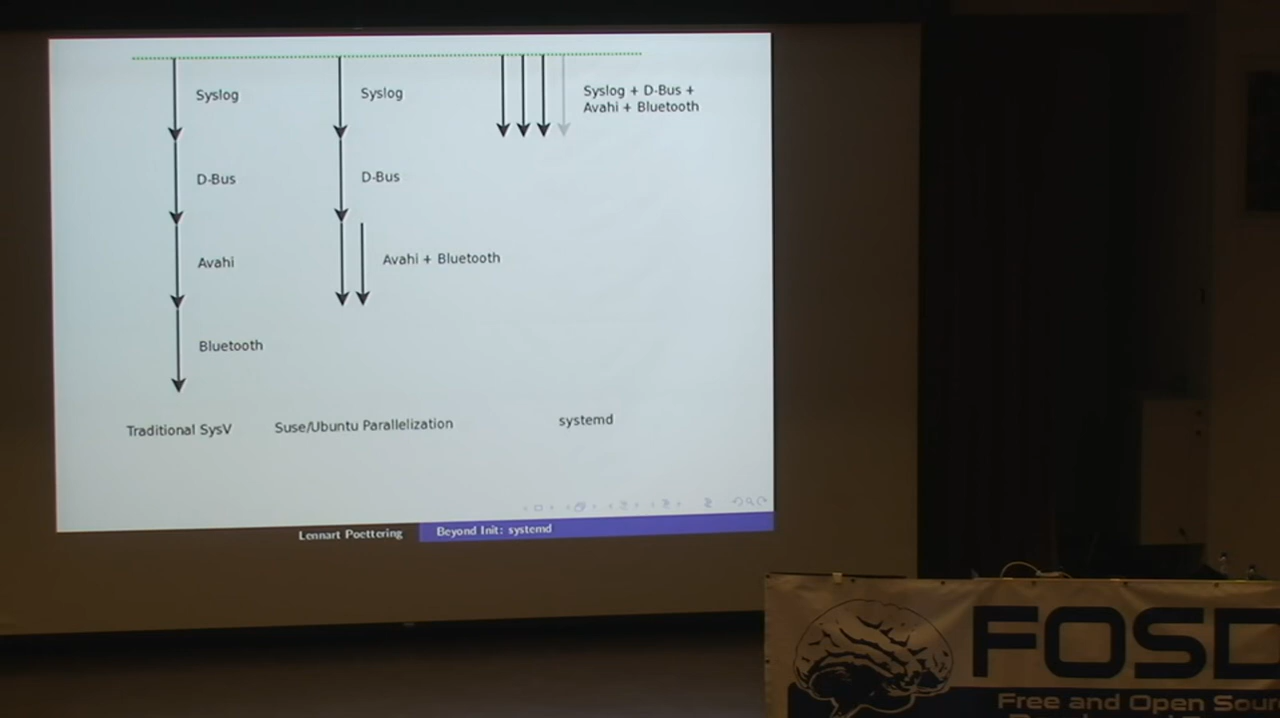 Syslog
Syslog
Syslog + D-Bus +
Avahi + Bluetooth
D-Bus
D-Bus
Avahi
Avahi + Bluetooth
Bluetooth
Traditional SysV
Suse/Ubuntu Parallelization
systemd
Lennart Poettering
Beyond Init: systemd
FOSD
Free and Open Sour